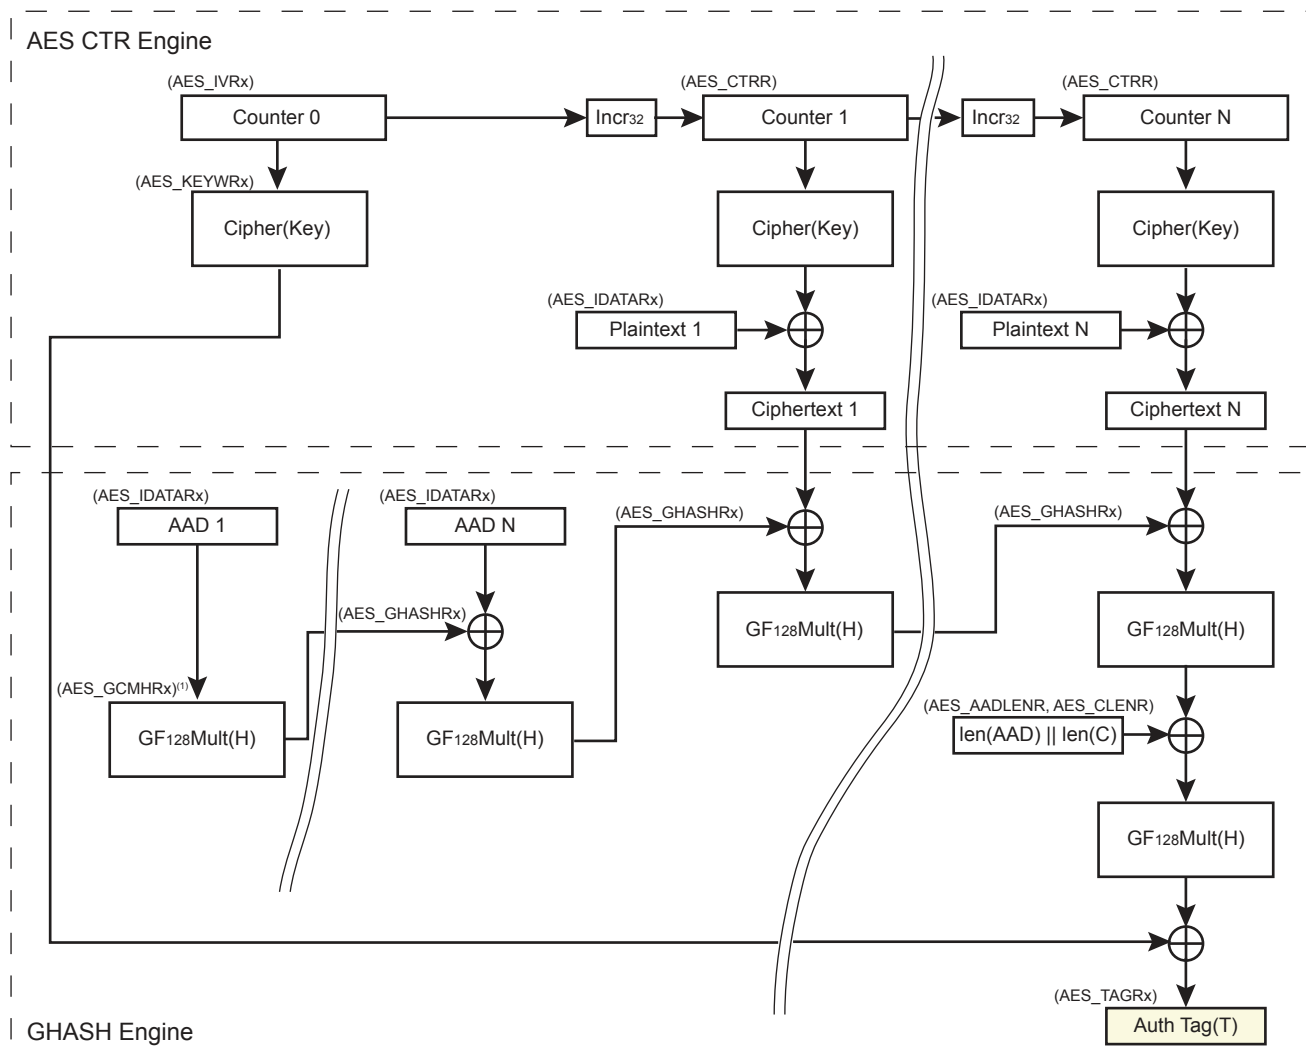 AES CTR Engine
(AES_IVRx)
(AES_CTRR)
(AES_CTRR)
Counter 0
Incr32
Counter 1
Incr32
Counter N
(AES_KEYWRx)
Cipher(Key)
Cipher(Key)
Cipher(Key)
(AES_IDATARx)
(AES_IDATARx)
Plaintext 1
Plaintext N
Ciphertext 1
Ciphertext N
(AES_IDATARx)
(AES_IDATARx)
(AES_GHASHRx)
(AES_GHASHRx)
AAD 1
AAD N
(AES_GHASHRx)
GF128Mult(H)
GF128Mult(H)
(AES_GCMHRx)(1)
(AES_AADLENR, AES_CLENR)
GF128Mult(H)
GF128Mult(H)
len(AAD) || len(C)
GF128Mult(H)
(AES_TAGRx)
Auth Tag(T)
GHASH Engine